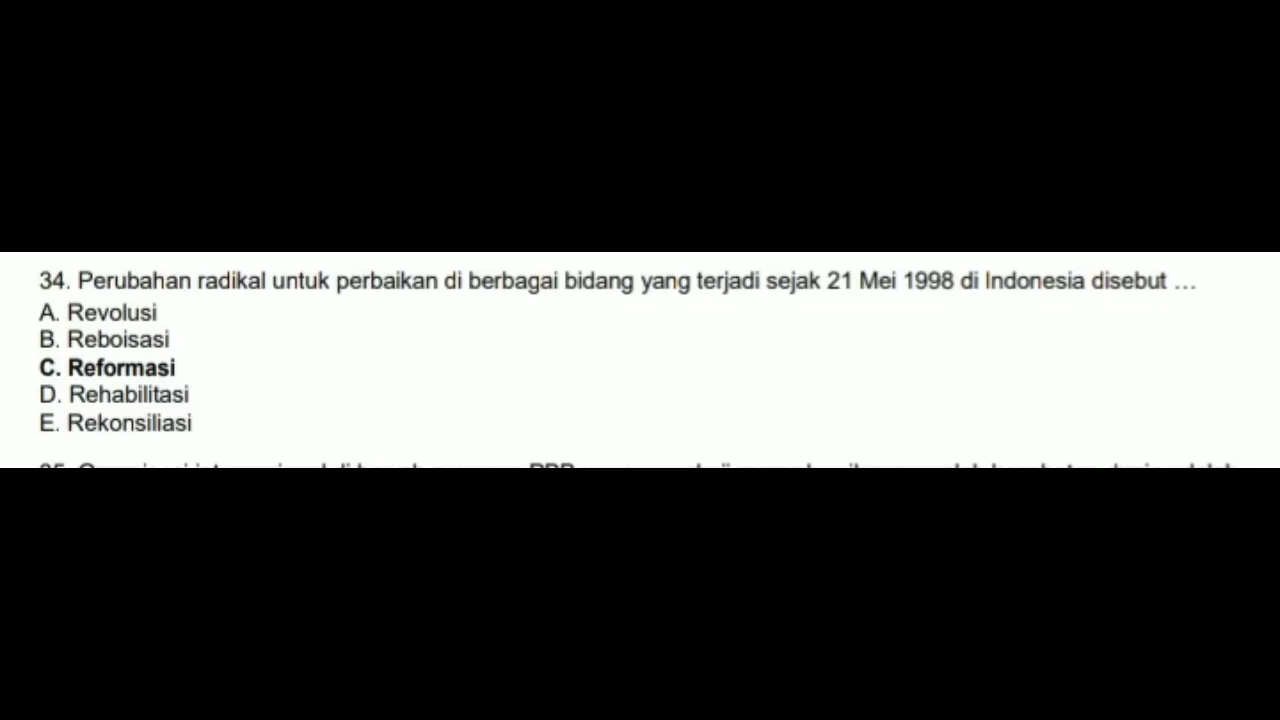 34. Perubahan radikal untuk perbaikan di berbagai bidang yang terjadi sejak 21 Mei 1998 di Indonesia disebut ...
A. Revolusi
B. Reboisasi
C. Reformasi
D. Rehabilitasi
E. Rekonsiliasi